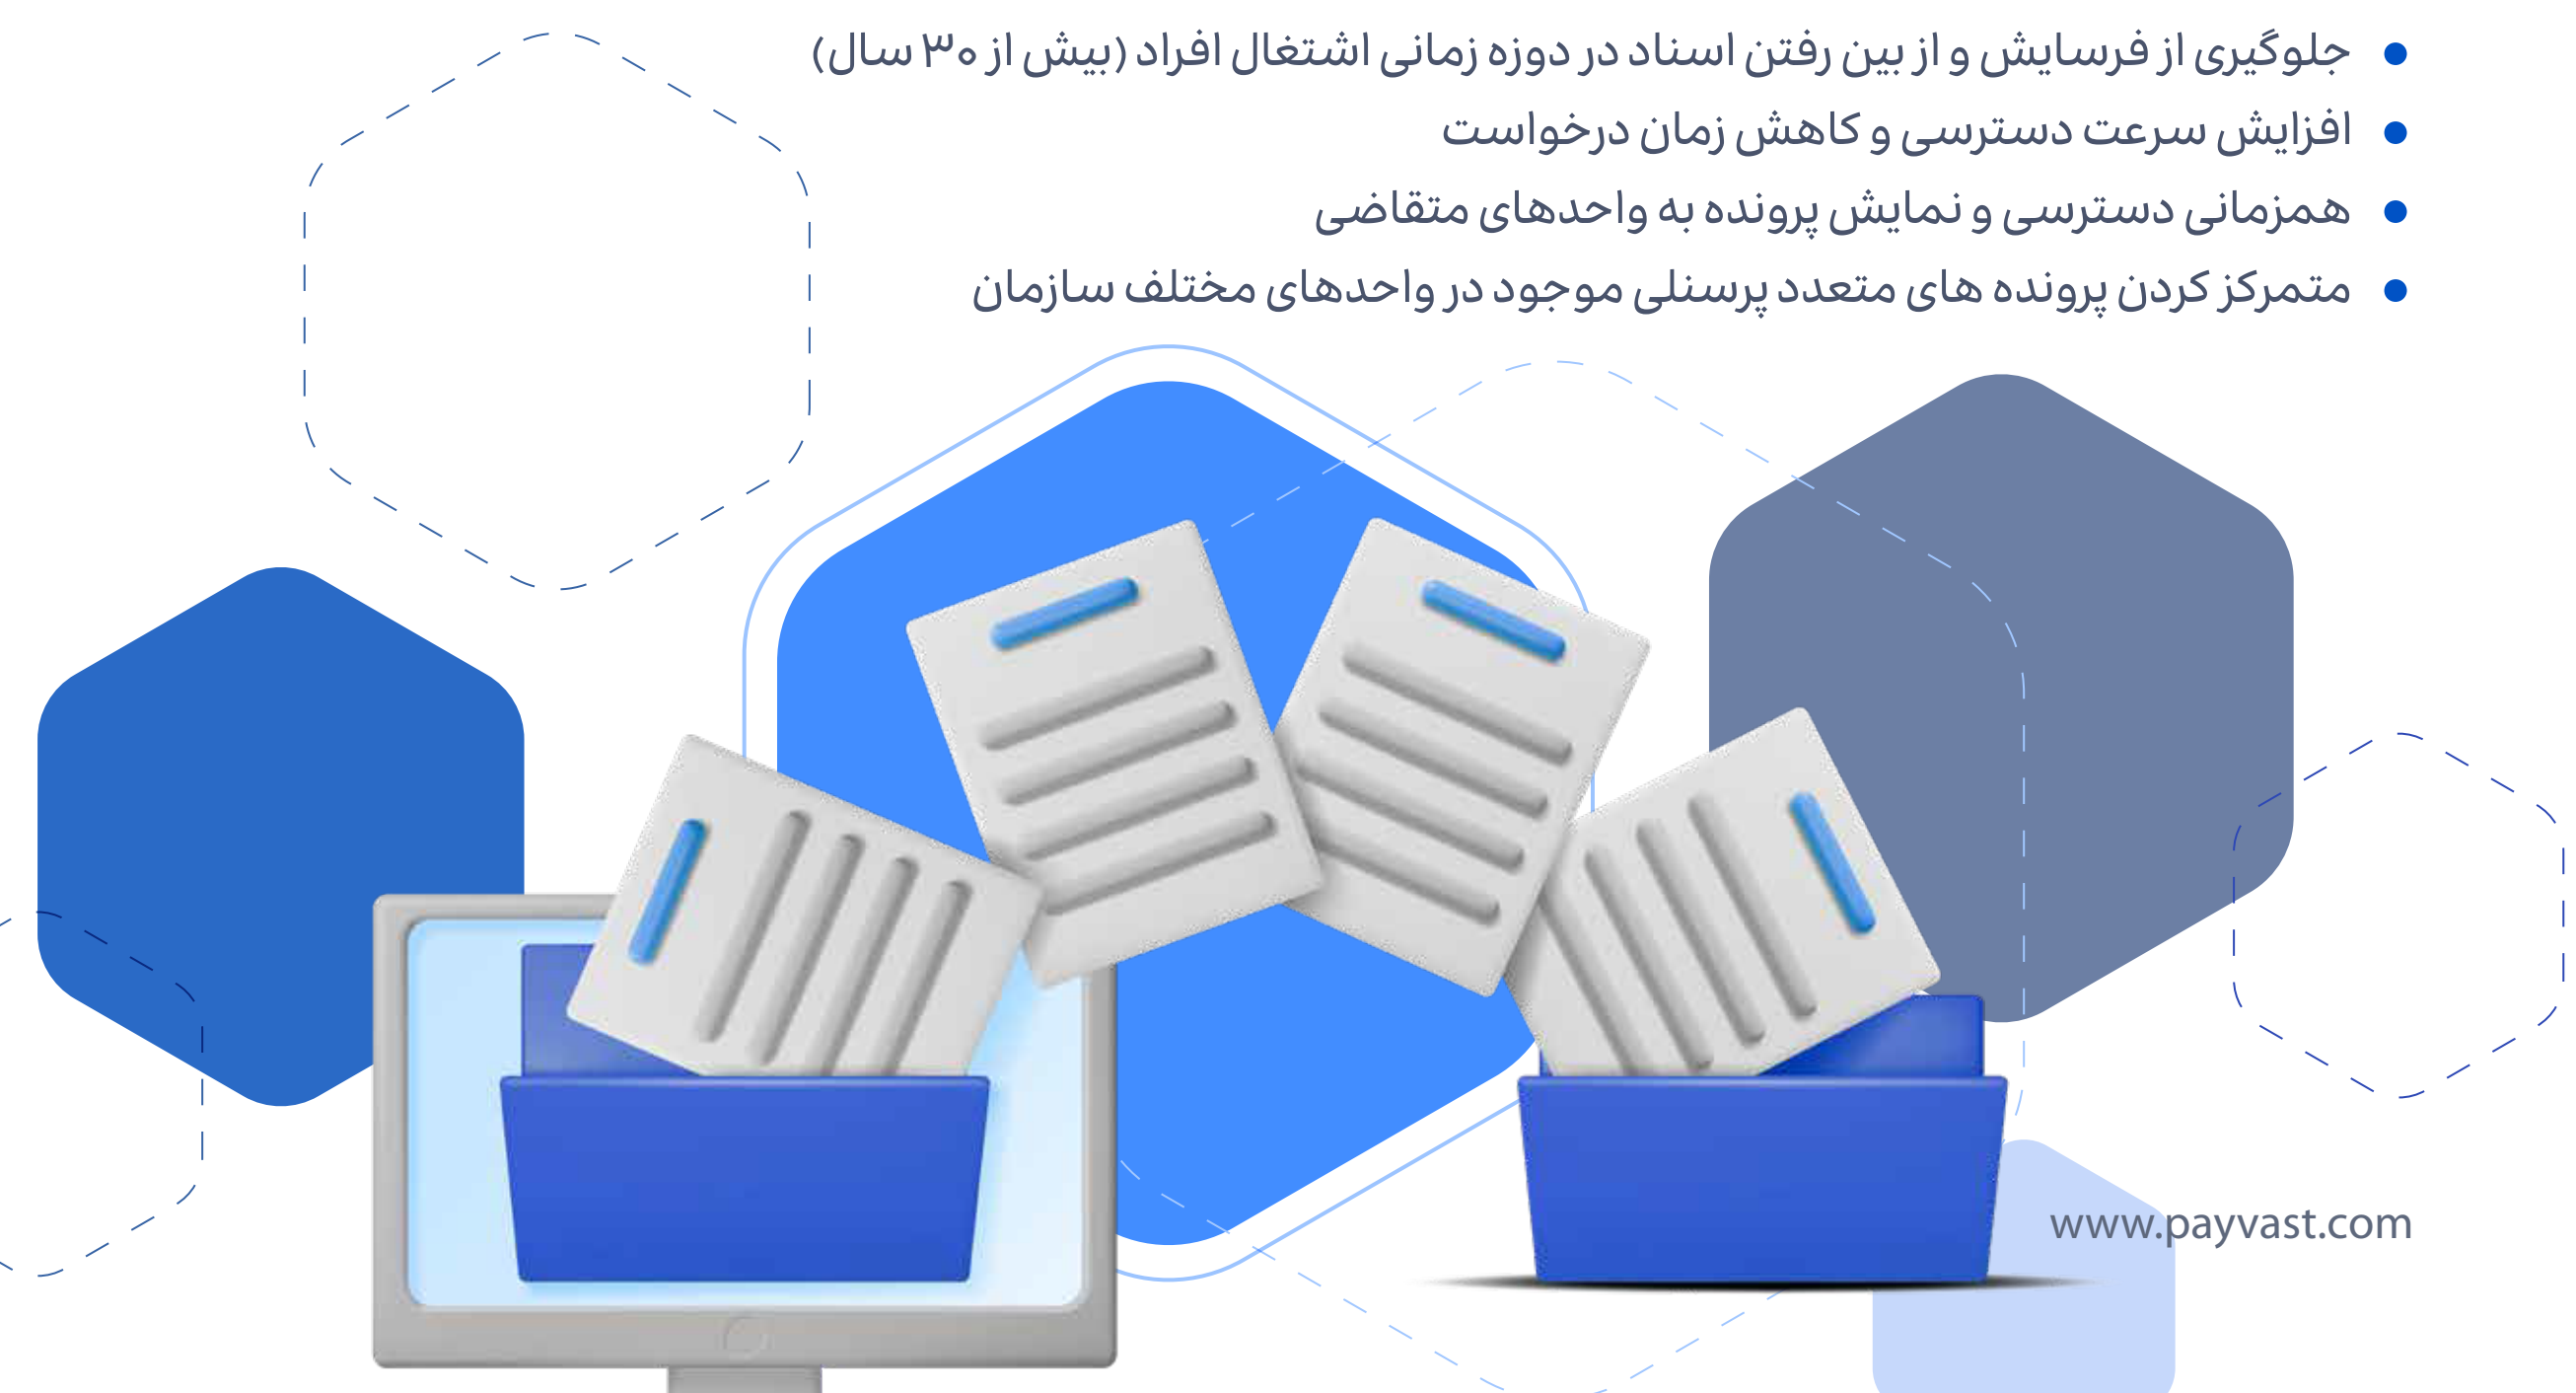 جلوگیری از فرسایش و از بین رفتن اسناد در دوزه زمانی اشتغال افراد (بیش از ۳۰ سال)
افزایش سرعت دسترسی و کاهش زمان درخواست
همزمانی دسترسی و نمایش پرونده به واحدهای متقاضی
متمرکز کردن پرونده های متعدد پرسنلی موجود در واحدهای مختلف سازمان
www.payvast.com